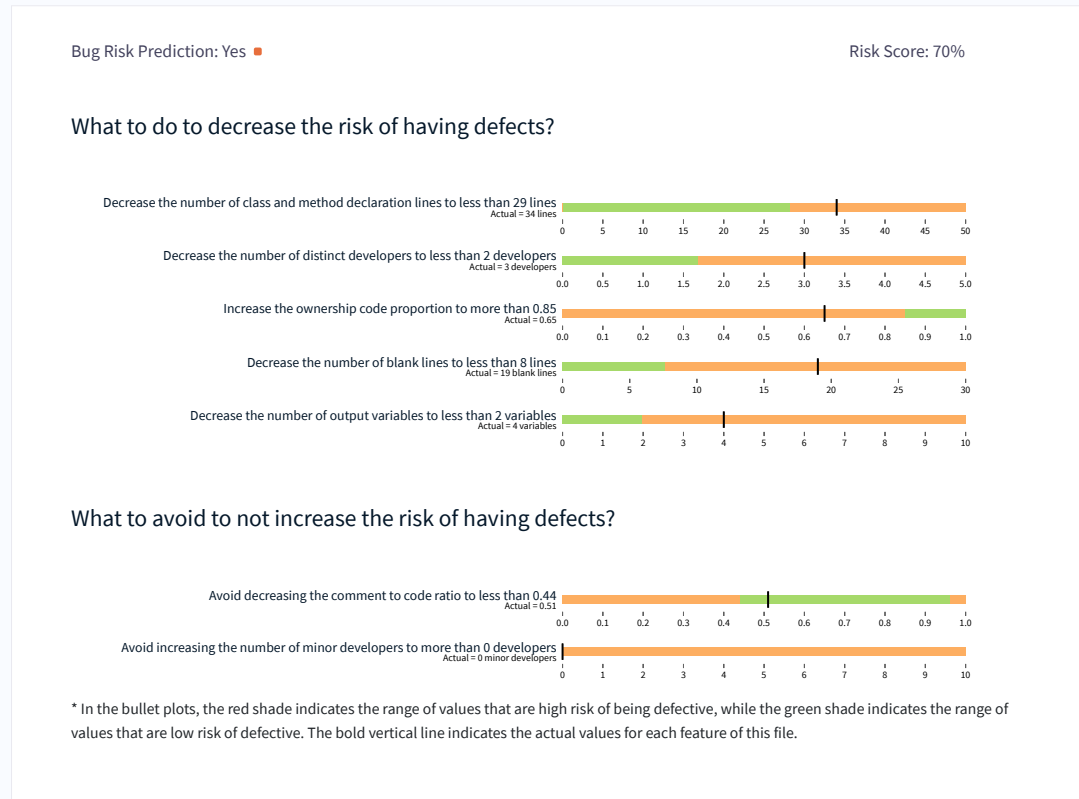 Bug Risk Prediction: Yes
Risk Score: 70%
What to do to decrease the risk of having defects?
Decrease the number of class and method declaration lines to less than 29 lines
Actual = 34 lines
0 5 10 15 20 25 30 35 40 45 50
Decrease the number of distinct developers to less than 2 developers
Actual = 3 developers
0.0 0.5 1.0 1.5 2.0 2.5 3.0 3.5 4.0 4.5 5.0
Increase the ownership code proportion to more than 0.85
Actual = 0.65
0.0 0.1 0.2 0.3 0.4 0.5 0.6 0.7 0.8 0.9 1.0
Decrease the number of blank lines to less than 8 lines
Actual = 19 blank lines
0 5 10 15 20 25 30
Decrease the number of output variables to less than 2 variables
Actual = 4 variables
0 1 2 3 4 5 6 7 8 9 10
What to avoid to not increase the risk of having defects?
Avoid decreasing the comment to code ratio to less than 0.44
Actual = 0.51
0.0 0.1 0.2 0.3 0.4 0.5 0.6 0.7 0.8 0.9 1.0
Avoid increasing the number of minor developers to more than 0 developers
Actual = 0 minor developers
0 1 2 3 4 5 6 7 8 9 10
* In the bullet plots, the red shade indicates the range of values that are high risk of being defective, while the green shade indicates the range of
values that are low risk of defective. The bold vertical line indicates the actual values for each feature of this file.